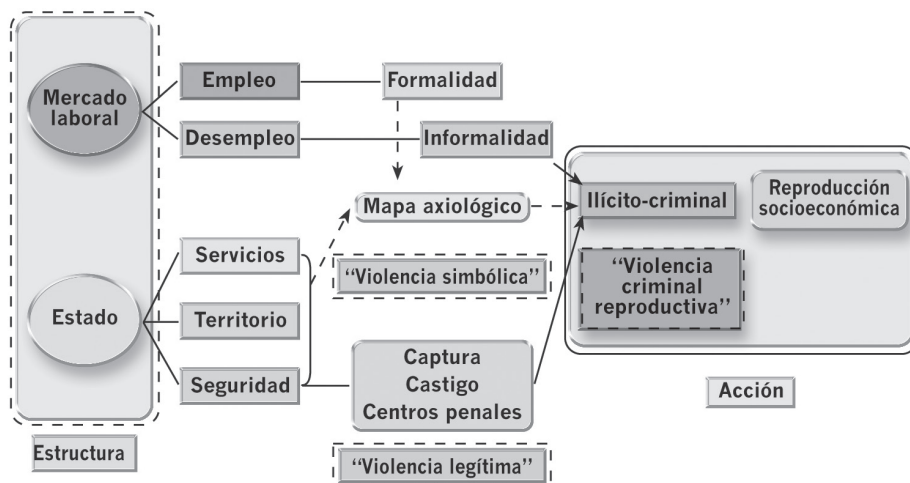 Mercado
laboral
Empleo
Formalidad
Desempleo
Informalidad
Mapa axiológico
Ilícito-criminal
Reproducción
socioeconómica
“Violencia simbólica”
“Violencia
criminal
reproductiva”
Estado
Servicios
Territorio
Seguridad
Captura
Castigo
Centros penales
“Violencia legítima”
Acción
Estructura